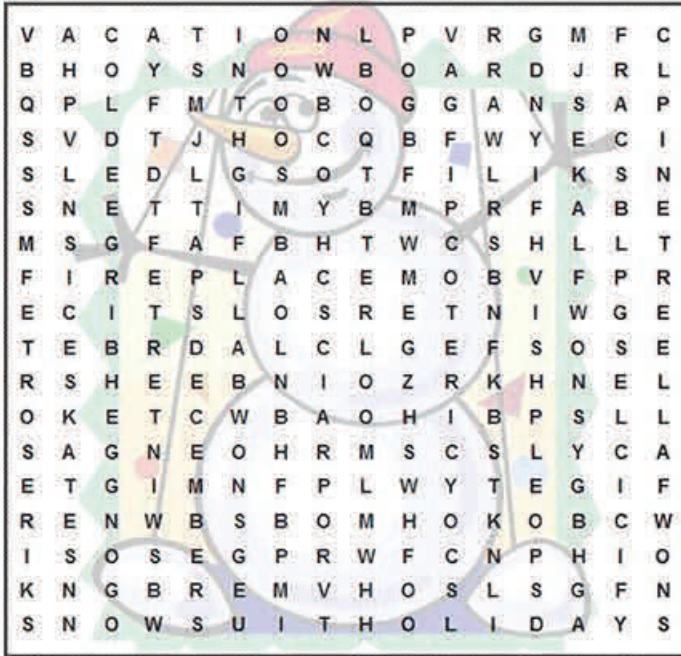 V A C A T I O N L P V R G M F C
B H O Y S N O W B O A R D J R L
Q P L F M T O B O G G A N S A P
S V D T J H O C Q B F W Y E C I
S L E D L G S O T F I L I K S N
S N E T T I M Y B M P R F A B E
M S G F A F B H T W C S H L L T
F I R E P L A C E M O B V F P R
E C I T S L O S R E T N I W G E
T E B R D A L C L G E F S O S E
R S H E E B N I O Z R K H N E L
O K E T C W B A O H I B P S L L
S A G N E O H R M S C S L Y C A
E T G I M N F P L W Y T E G I F
R E N W B S B O M H O K O B C W
I S O S E G P R W F C N P H I O
K N G B R E M V H O S L S G F N
S N O W S U I T H O L I D A Y S